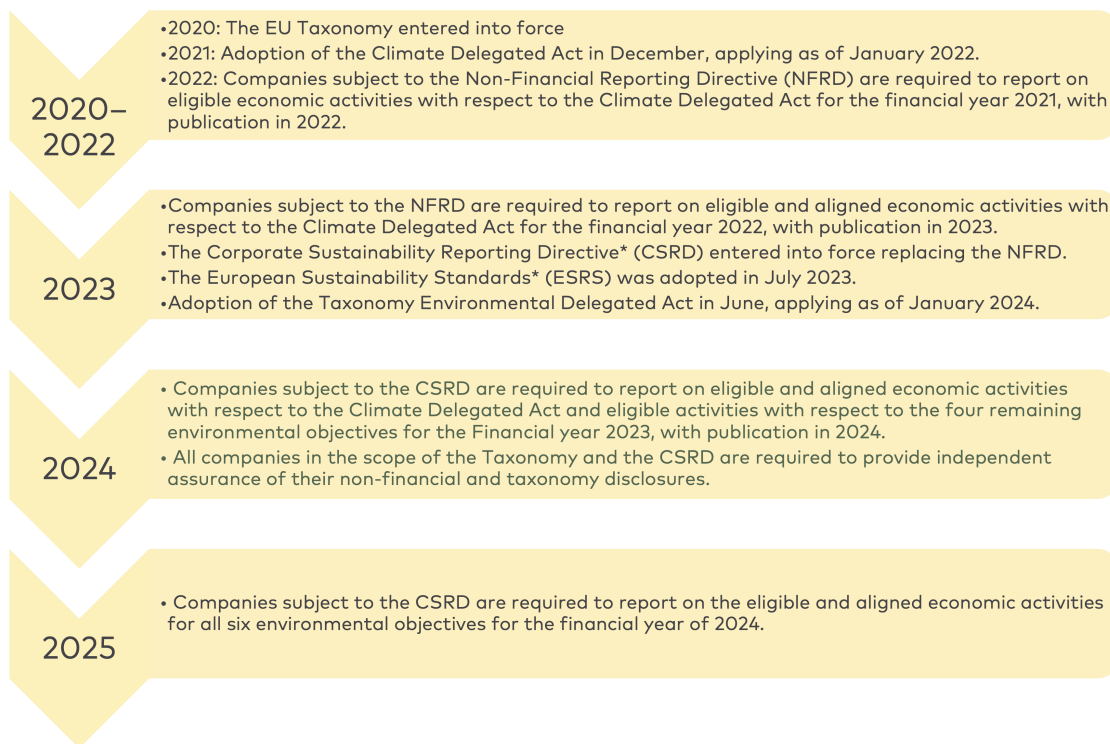 2020–
2022
•2020: The EU Taxonomy entered into force
•2021: Adoption of the Climate Delegated Act in December, applying as of January 2022.
•2022: Companies subject to the Non-Financial Reporting Directive (NFRD) are required to report on
eligible economic activities with respect to the Climate Delegated Act for the financial year 2021, with
publication in 2022.
2023
•Companies subject to the NFRD are required to report on eligible and aligned economic activities with
respect to the Climate Delegated Act for the financial year 2022, with publication in 2023.
•The Corporate Sustainability Reporting Directive* (CSRD) entered into force replacing the NFRD.
•The European Sustainability Standards* (ESRS) was adopted in July 2023.
•Adoption of the Taxonomy Environmental Delegated Act in June, applying as of January 2024.
2024
• Companies subject to the CSRD are required to report on eligible and aligned economic activities
with respect to the Climate Delegated Act and eligible activities with respect to the four remaining
environmental objectives for the Financial year 2023, with publication in 2024.
• All companies in the scope of the Taxonomy and the CSRD are required to provide independent
assurance of their non-financial and taxonomy disclosures.
2025
• Companies subject to the CSRD are required to report on the eligible and aligned economic activities
for all six environmental objectives for the financial year of 2024.